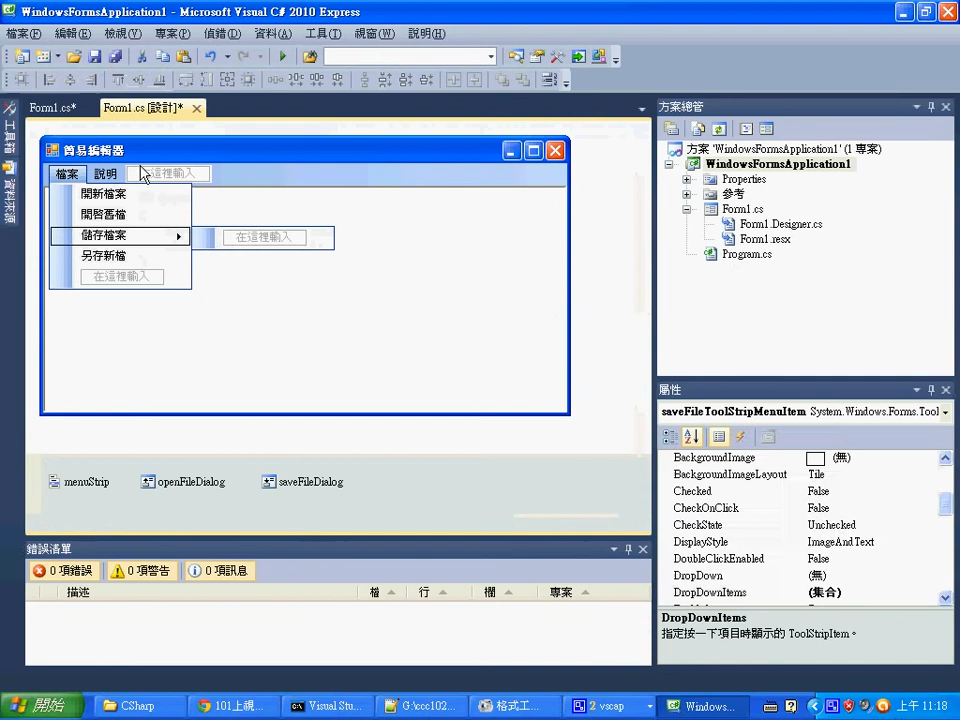 WindowsFormsApplication1 - Microsoft Visual C# 2010 Express
檔案(F) 編輯(E) 檢視(V) 專案(P) 偵錯(D) 資料(A) 工具(T) 視窗(W) 說明(H)
Form1.cs* Form1.cs [設計]*
工具箱
資料來源
簡易編輯器
檔案 說明 在這裡輸入
開新檔案
開啓舊檔
儲存檔案 在這裡輸入
另存新檔
在這裡輸入
menuStrip openFileDialog saveFileDialog
錯誤清單
0 項錯誤 0 項警告 0 項訊息
描述 檔 行 欄 專案
方案總管
方案 'WindowsFormsApplication1' (1 專案)
WindowsFormsApplication1
Properties
參考
Form1.cs
Form1.Designer.cs
Form1.resx
Program.cs
屬性
saveFileToolStripMenuItem System.Windows.Forms.Tool
BackgroundImage (無)
BackgroundImageLayout Tile
Checked False
CheckOnClick False
CheckState Unchecked
DisplayStyle ImageAndText
DoubleClickEnabled False
DropDown (無)
DropDownItems (集合)
DropDownItems
指定按一下項目時顯示的 ToolStripItem。
開始 CSharp 101上視... Visual Stu... G:\ccc102... 格式工... 2 vscap Windows... 上午 11:18